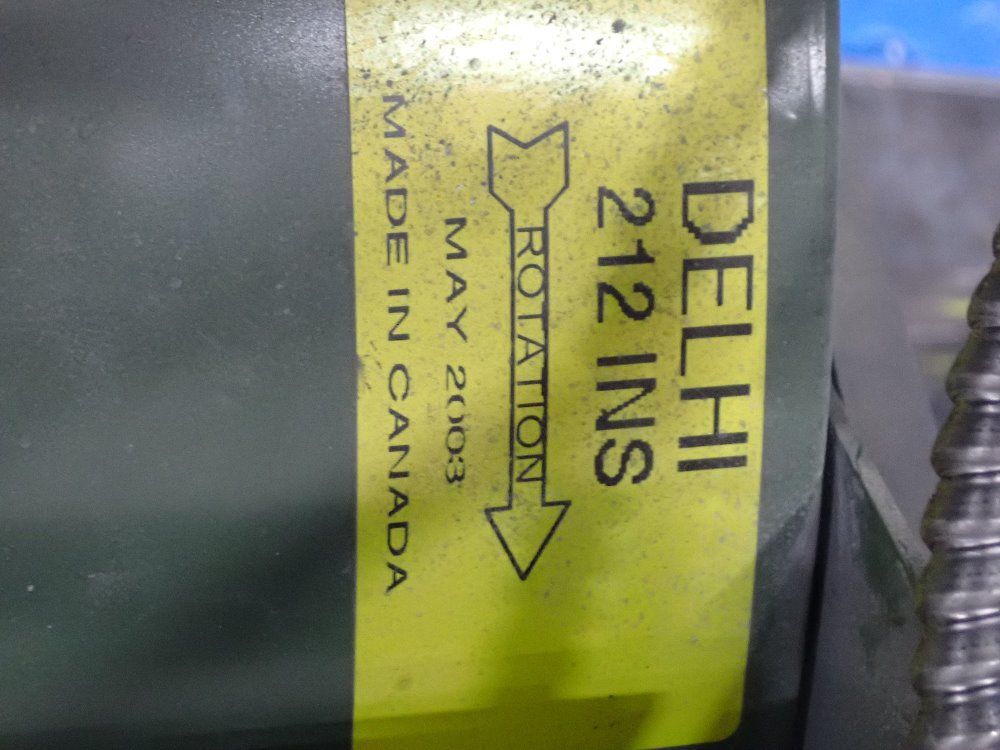 DELHI
212 INS
ROTATION
MAY 2003
MADE IN CANADA